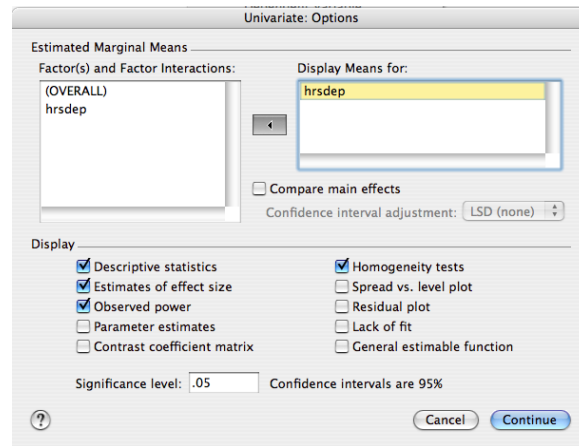 Univariate: Options
Estimated Marginal Means
Factor(s) and Factor Interactions:
(OVERALL)
hrsdep
Display Means for:
hrsdep
Compare main effects
Confidence interval adjustment: LSD (none)
Display
Descriptive statistics
Estimates of effect size
Observed power
Parameter estimates
Contrast coefficient matrix
Homogeneity tests
Spread vs. level plot
Residual plot
Lack of fit
General estimable function
Significance level: .05 Confidence intervals are 95%
?
Cancel Continue